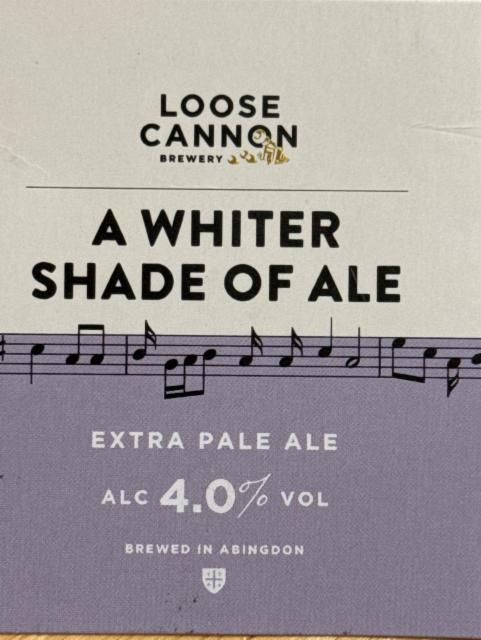 LOOSE
CANNON
BREWERY
A WHITER
SHADE OF ALE
EXTRA PALE ALE
ALC 4.0% VOL
BREWED IN ABINGDON